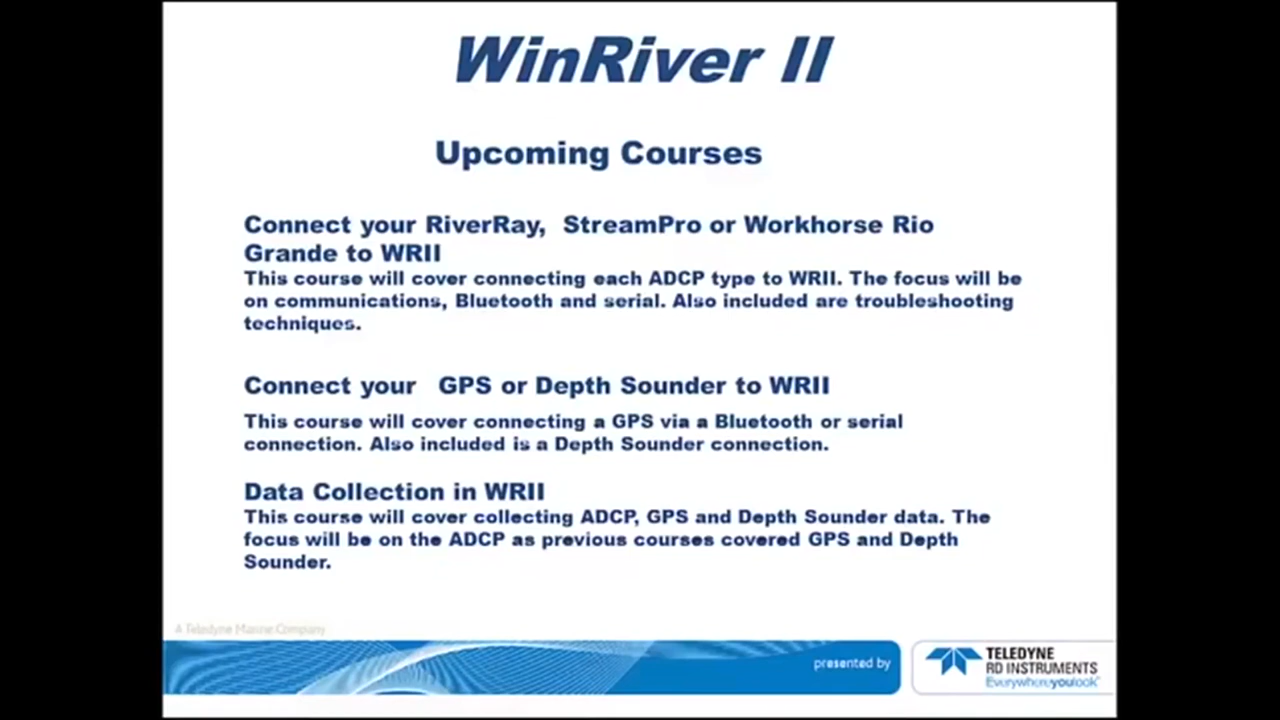 WinRiver II
Upcoming Courses
Connect your RiverRay,  StreamPro or Workhorse Rio
Grande to WRII
This course will cover connecting each ADCP type to WRII. The focus will be
on communications, Bluetooth and serial. Also included are troubleshooting
techniques.
Connect your   GPS or Depth Sounder to WRII
This course will cover connecting a GPS via a Bluetooth or serial
connection. Also included is a Depth Sounder connection.
Data Collection in WRII
This course will cover collecting ADCP, GPS and Depth Sounder data. The
focus will be on the ADCP as previous courses covered GPS and Depth
Sounder.
A Teledyne Marine Company
presented by
TELEDYNE
RD INSTRUMENTS
Everywhereyoulook